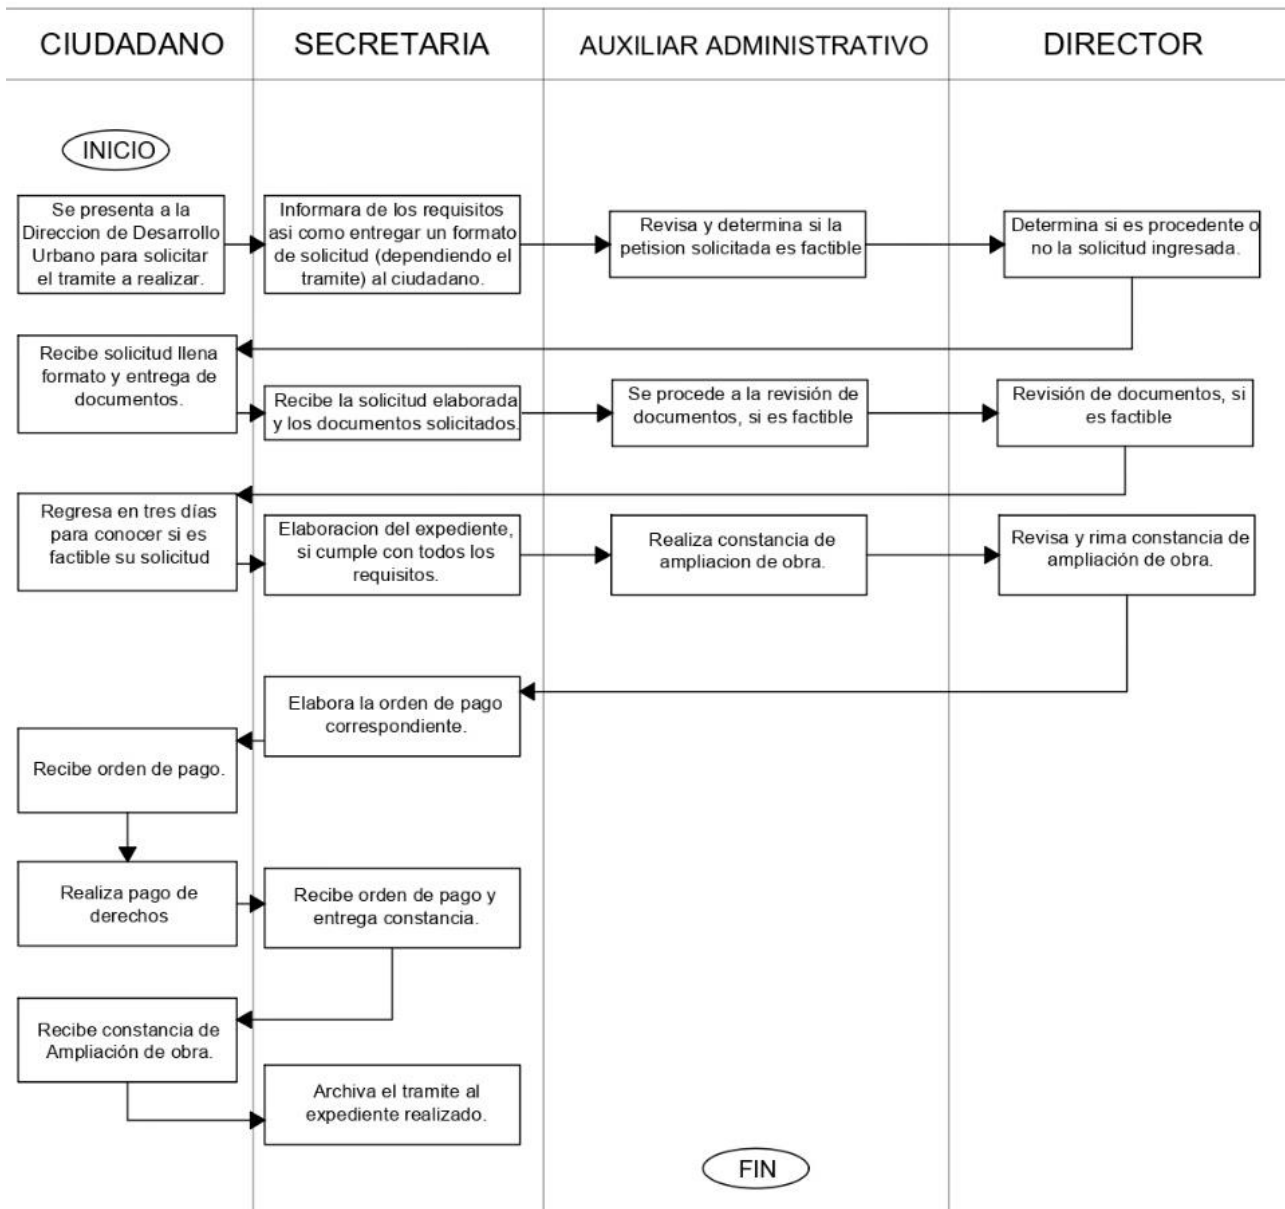 CIUDADANO
SECRETARIA
AUXILIAR ADMINISTRATIVO
DIRECTOR
INICIO
Se presenta a la
Direccion de Desarrollo
Urbano para solicitar
el tramite a realizar.
Informara de los requisitos
asi como entregar un formato
de solicitud (dependiendo el
tramite) al ciudadano.
Revisa y determina si la
petision solicitada es factible
Determina si es procedente o
no la solicitud ingresada.
Recibe solicitud llena
formato y entrega de
documentos.
Recibe la solicitud elaborada
y los documentos solicitados.
Se procede a la revisión de
documentos, si es factible
Revisión de documentos, si
es factible
Regresa en tres días
para conocer si es
factible su solicitud
Elaboracion del expediente,
si cumple con todos los
requisitos.
Realiza constancia de
ampliacion de obra.
Revisa y rima constancia de
ampliación de obra.
Elabora la orden de pago
correspondiente.
Recibe orden de pago.
Realiza pago de
derechos
Recibe orden de pago y
entrega constancia.
Recibe constancia de
Ampliación de obra.
Archiva el tramite al
expediente realizado.
FIN